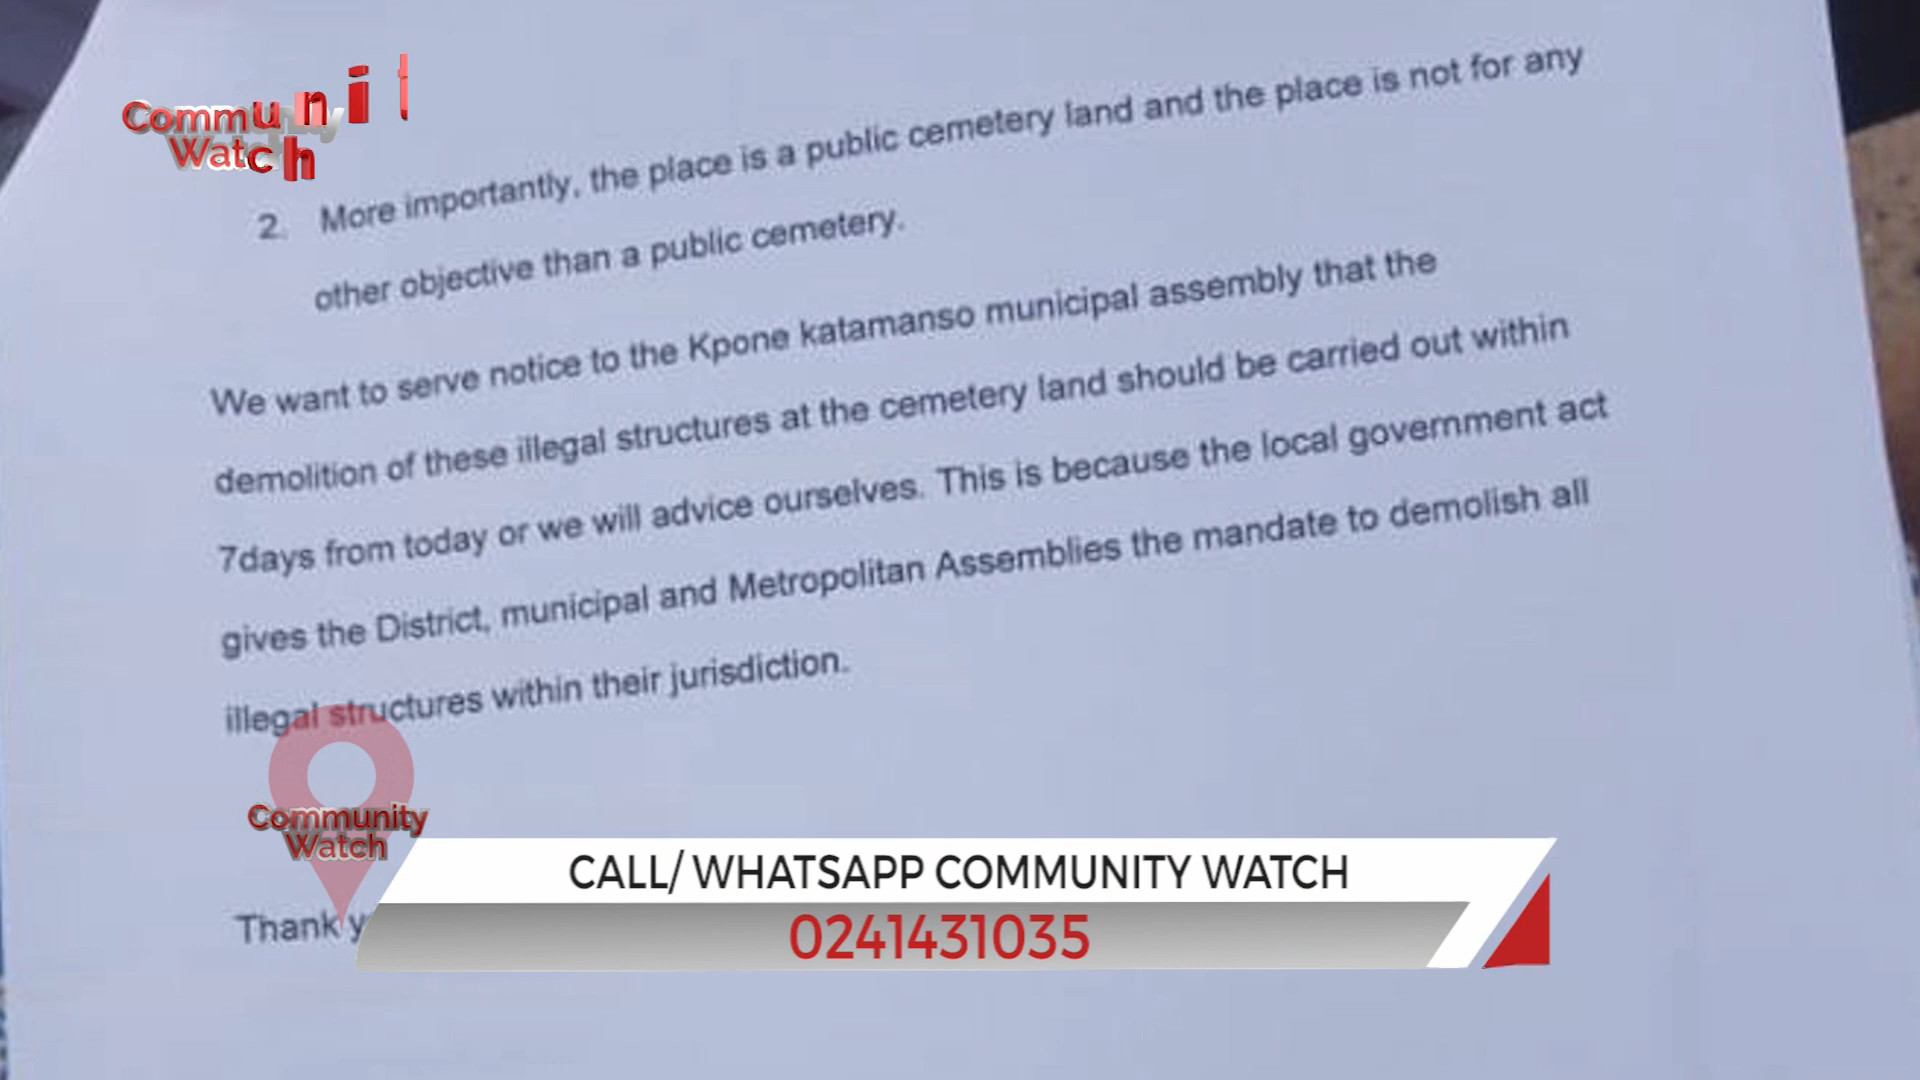 Community
Watch
2. More importantly, the place is a public cemetery land and the place is not for any
other objective than a public cemetery.
We want to serve notice to the Kpone katamanso municipal assembly that the
demolition of these illegal structures at the cemetery land should be carried out within
7days from today or we will advice ourselves. This is because the local government act
gives the District, municipal and Metropolitan Assemblies the mandate to demolish all
illegal structures within their jurisdiction.
Community
Watch
CALL/ WHATSAPP COMMUNITY WATCH
Thank y
0241431035